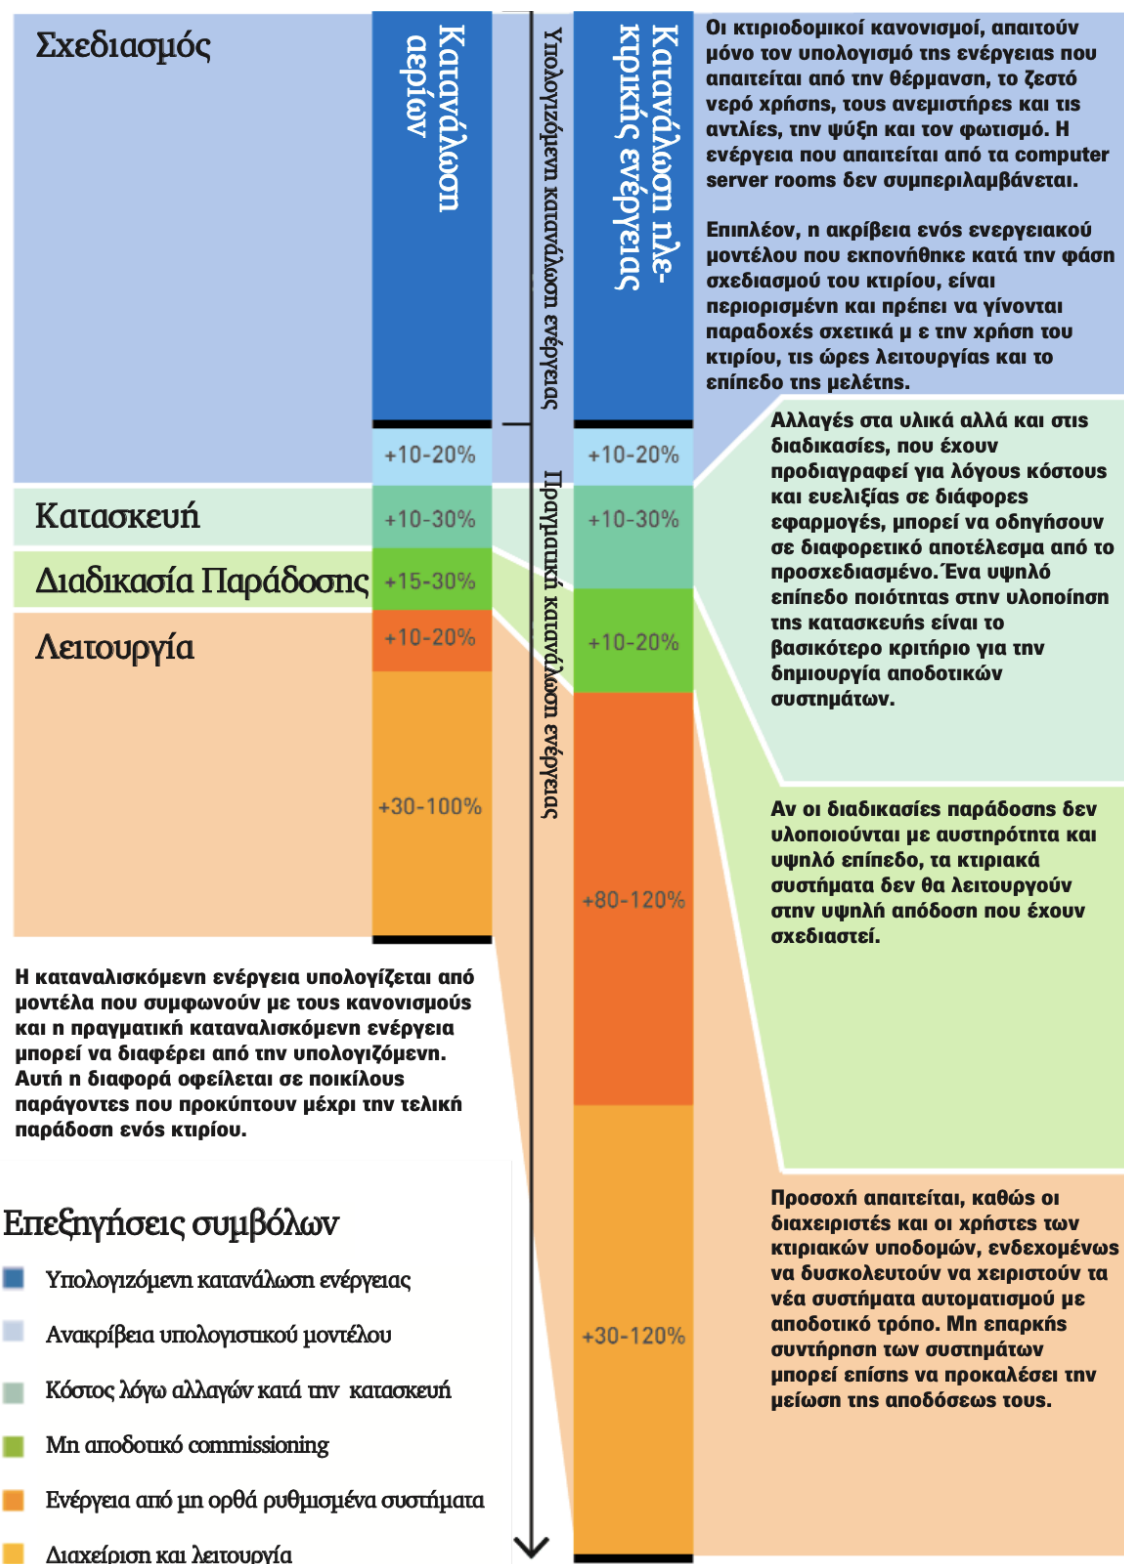 Σχεδιασμός
Κατανάλωση
αερίων
Υπολογιζόμενη κατανάλωση ενέργειας
Κατανάλωση ηλε-
κτιρικής ενέργειας
Οι κτιριοδομικοί κανονισμοί, απαιτούν
μόνο τον υπολογισμό της ενέργειας που
απαιτείται από την θέρμανση, το ζεστό
νερό χρήσης, τους ανεμιστήρες και τις
αντλίες, την ψύξη και τον φωτισμό. Η
ενέργεια που απαιτείται από τα computer
server rooms δεν συμπεριλαμβάνεται.
Επιπλέον, η ακρίβεια ενός ενεργειακού
μοντέλου που εκπονήθηκε κατά την φάση
σχεδιασμού του κτιρίου, είναι
περιορισμένη και πρέπει να γίνονται
παραδοχές σχετικά μ ε την χρήση του
κτιρίου, τις ώρες λειτουργίας και το
επίπεδο της μελέτης.
+10-20%
+10-20%
Πραγματική κατανάλωση ενέργειας
Κατασκευή
+10-30%
+10-30%
Αλλαγές στα υλικά αλλά και στις
διαδικασίες, που έχουν
προδιαγραφεί για λόγους κόστους
και ευελιξίας σε διάφορες
εφαρμογές, μπορεί να οδηγήσουν
σε διαφορετικό αποτέλεσμα από το
προσχεδιασμένο. Ένα υψηλό
επίπεδο ποιότητας στην υλοποίηση
της κατασκευής είναι το
βασικότερο κριτήριο για την
δημιουργία αποδοτικών
συστημάτων.
Διαδικασία Παράδοσης
+15-30%
+10-20%
Λειτουργία
+10-20%
+30-100%
+80-120%
Αν οι διαδικασίες παράδοσης δεν
υλοποιούνται με αυστηρότητα και
υψηλό επίπεδο, τα κτιριακά
συστήματα δεν θα λειτουργούν
στην υψηλή απόδοση που έχουν
σχεδιαστεί.
Η καταναλισκόμενη ενέργεια υπολογίζεται από
μοντέλα που συμφωνούν με τους κανονισμούς
και η πραγματική καταναλισκόμενη ενέργεια
μπορεί να διαφέρει από την υπολογιζόμενη.
Αυτή η διαφορά οφείλεται σε ποικίλους
παράγοντες που προκύπτουν μέχρι την τελική
παράδοση ενός κτιρίου.
+30-120%
Προσοχή απαιτείται, καθώς οι
διαχειριστές και οι χρήστες των
κτιριακών υποδομών, ενδεχομένως
να δυσκολευτούν να χειριστούν τα
νέα συστήματα αυτοματισμού με
αποδοτικό τρόπο. Μη επαρκής
συντήρηση των συστημάτων
μπορεί επίσης να προκαλέσει την
μείωση της αποδόσεως τους.
Επεξηγήσεις συμβόλων
Υπολογιζόμενη κατανάλωση ενέργειας
Ανακρίβεια υπολογιστικού μοντέλου
Κόστος λόγω αλλαγών κατά την κατασκευή
Μη αποδοτικό commissioning
Ενέργεια από μη ορθά ρυθμισμένα συστήματα
Διαχείριση και λειτουργία